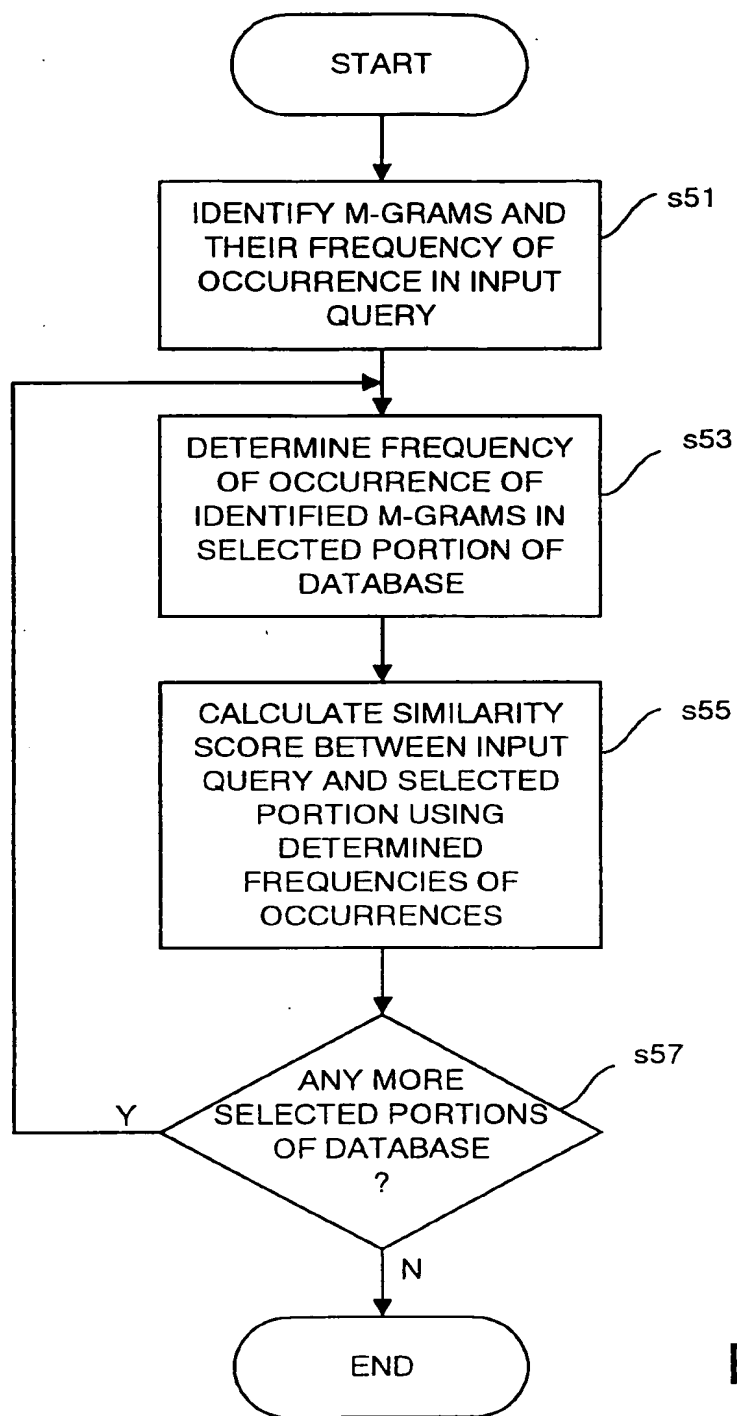 START
IDENTIFY M-GRAMS AND
THEIR FREQUENCY OF
OCCURRENCE IN INPUT
QUERY
s51
DETERMINE FREQUENCY
OF OCCURRENCE OF
IDENTIFIED M-GRAMS IN
SELECTED PORTION OF
DATABASE
s53
CALCULATE SIMILARITY
SCORE BETWEEN INPUT
QUERY AND SELECTED
PORTION USING
DETERMINED
FREQUENCIES OF
OCCURRENCES
s55
ANY MORE
SELECTED PORTIONS
OF DATABASE
?
s57
Y
N
END